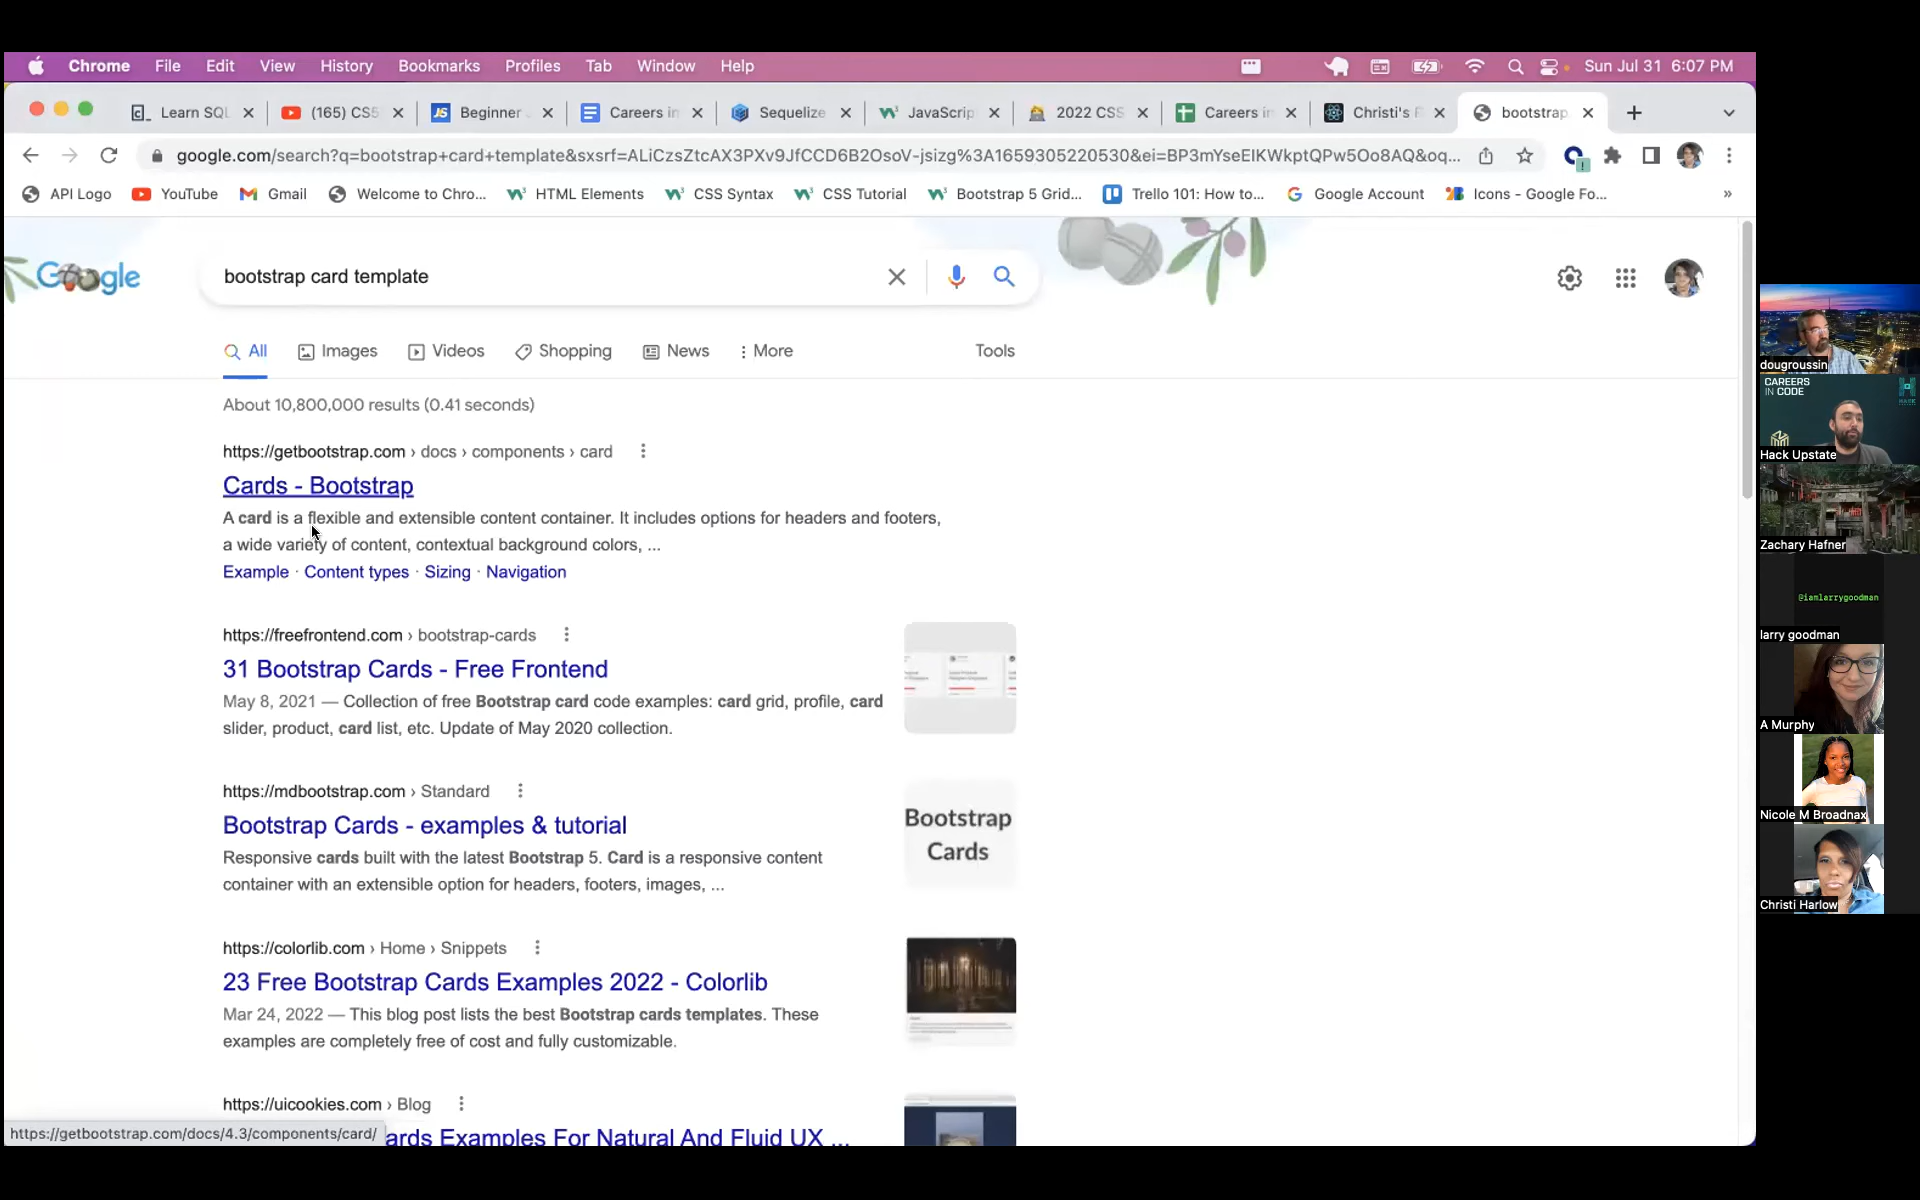 Chrome File Edit View History Bookmarks Profiles Tab Window Help Sun Jul 31 6:07 PM
Learn SQL (165) CS5 Beginner Careers in Sequelize JavaScrip 2022 CSS Careers in Christi's bootstrap
google.com/search?q=bootstrap+card+template&sxsrf=ALiCzsZtcAX3PXv9JfCCD6B2OsoV-jsizg%3A1659305220530&ei=BP3mYseEIKWkptQPw5Oo8AQ&oq...
API Logo YouTube Gmail Welcome to Chro... HTML Elements CSS Syntax CSS Tutorial Bootstrap 5 Grid... Trello 101: How to... Google Account Icons - Google Fo... »
Google
bootstrap card template
All Images Videos Shopping News More Tools
About 10,800,000 results (0.41 seconds)
https://getbootstrap.com › docs › components › card
Cards - Bootstrap
A card is a flexible and extensible content container. It includes options for headers and footers,
a wide variety of content, contextual background colors, ...
Example · Content types · Sizing · Navigation
https://freefrontend.com › bootstrap-cards
31 Bootstrap Cards - Free Frontend
May 8, 2021 — Collection of free Bootstrap card code examples: card grid, profile, card
slider, product, card list, etc. Update of May 2020 collection.
https://mdbootstrap.com › Standard
Bootstrap Cards - examples & tutorial
Responsive cards built with the latest Bootstrap 5. Card is a responsive content
container with an extensible option for headers, footers, images, ...
Bootstrap
Cards
https://colorlib.com › Home › Snippets
23 Free Bootstrap Cards Examples 2022 - Colorlib
Mar 24, 2022 — This blog post lists the best Bootstrap cards templates. These
examples are completely free of cost and fully customizable.
https://uicookies.com › Blog
ards Examples For Natural And Fluid UX ...
https://getbootstrap.com/docs/4.3/components/card/
dougroussin
CAREERS
IN CODE
Hack Upstate
Zachary Hafner
@iamlarrygoodman
larry goodman
A Murphy
Nicole M Broadnax
Christi Harlow